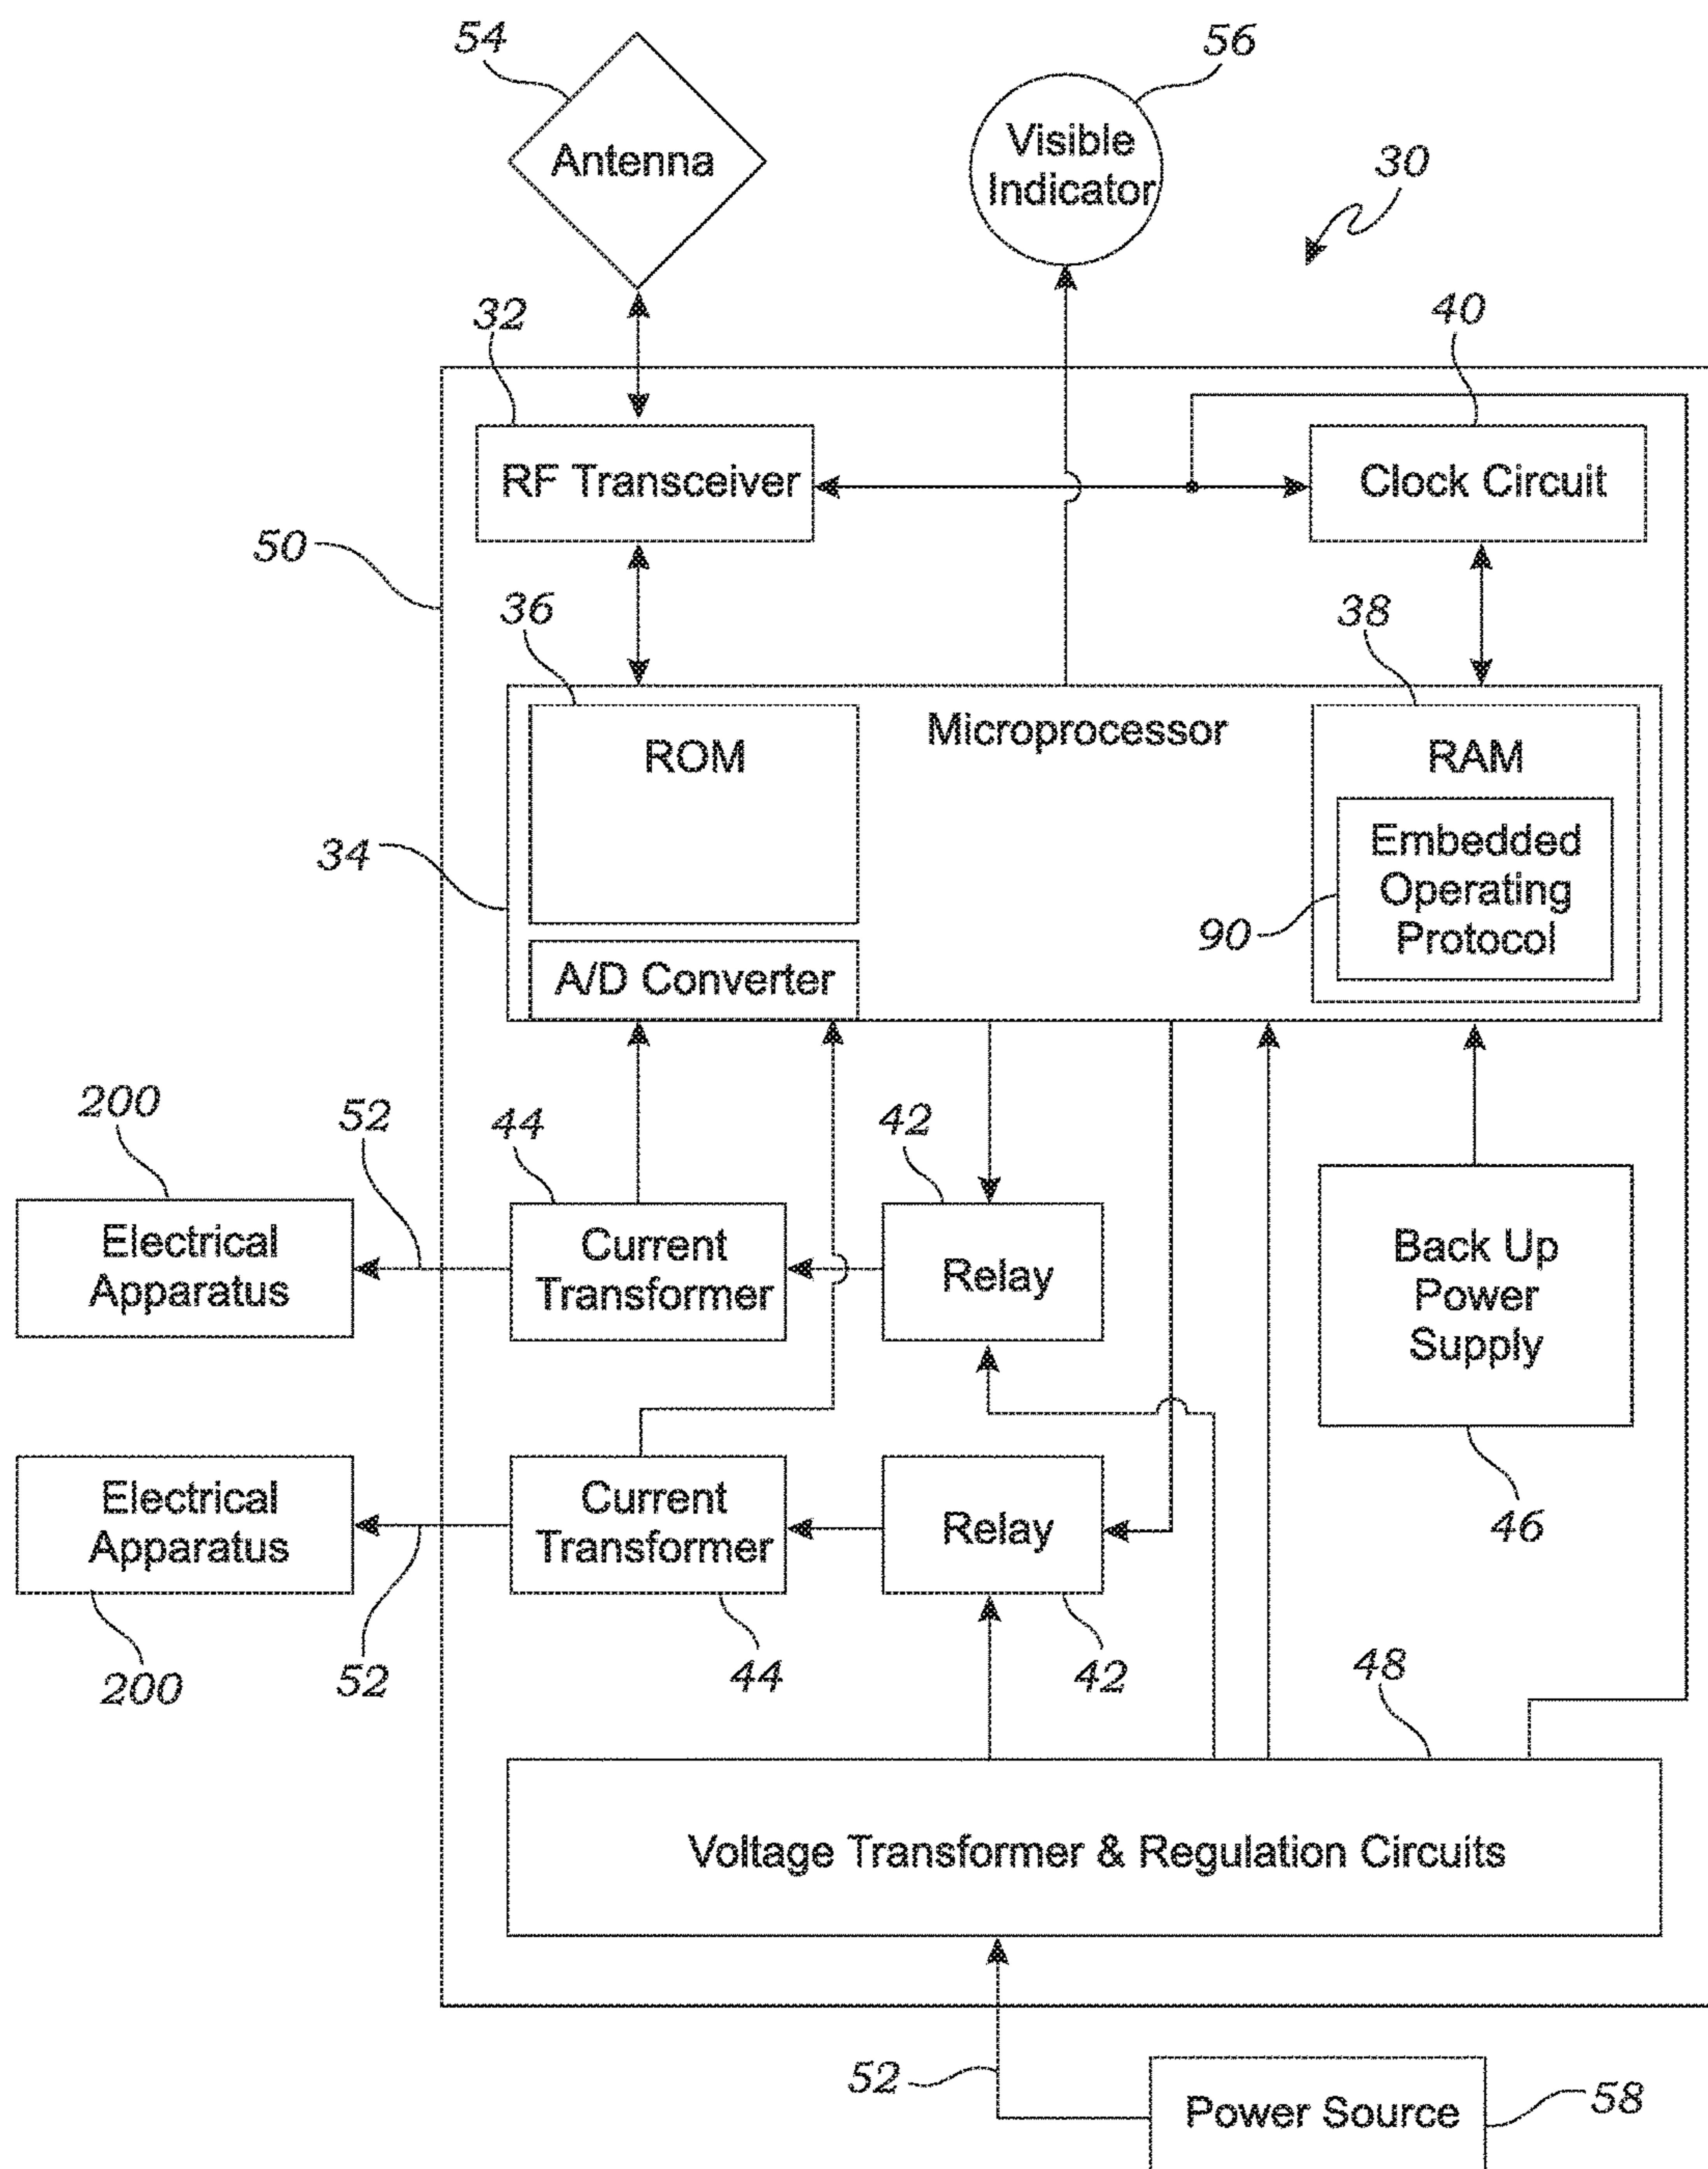 54
56
Antenna
Visible
Indicator
30
32
40
RF Transceiver
Clock Circuit
50
36
38
ROM
Microprocessor
RAM
34
Embedded
Operating
Protocol
90
A/D Converter
200
52
44
42
Electrical
Apparatus
Current
Transformer
Relay
Back Up
Power
Supply
Electrical
Apparatus
Current
Transformer
Relay
46
200
52
44
42
48
Voltage Transformer & Regulation Circuits
52
Power Source
58